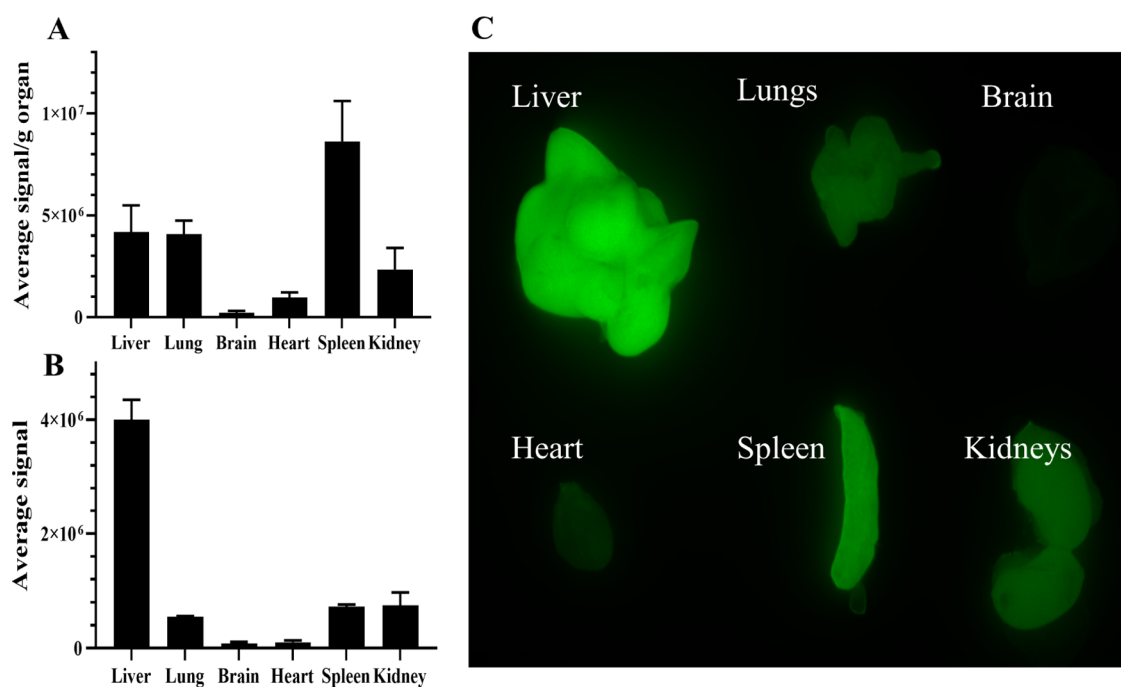 A
Average signal/g organ
1×10⁷
5×10⁶
0
Liver Lung Brain Heart Spleen Kidney
B
Average signal
4×10⁶
2×10⁶
0
Liver Lung Brain Heart Spleen Kidney
C
Liver Lungs Brain
Heart Spleen Kidneys